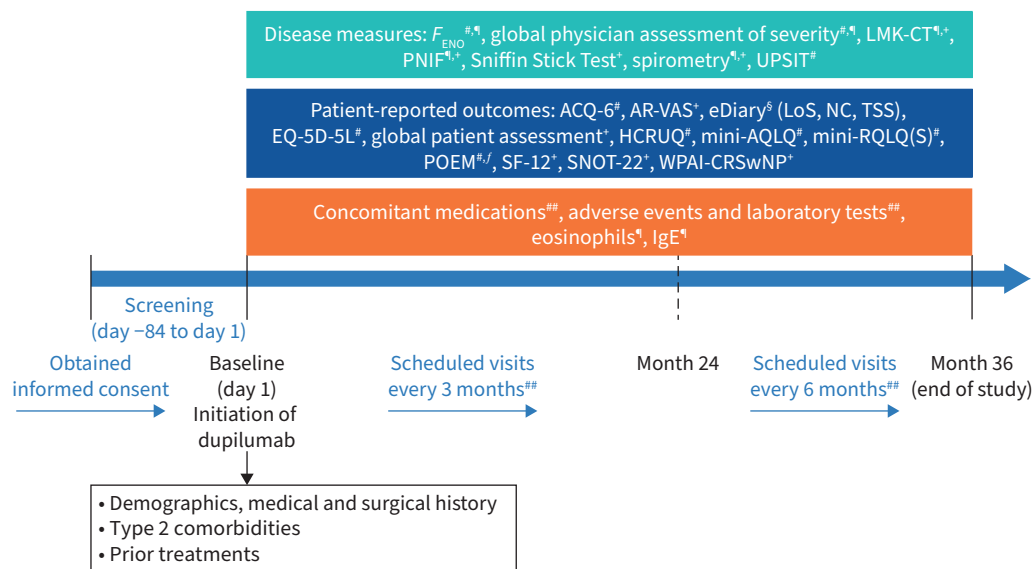 Disease measures: F_ENO^#,¶, global physician assessment of severity^#,¶, LMK-CT^¶,+,
PNIF^¶,+, Sniffin Stick Test^+, spirometry^¶,+, UPSIT^#
Patient-reported outcomes: ACQ-6^#, AR-VAS^+, eDiary^§ (LoS, NC, TSS),
EQ-5D-5L^#, global patient assessment^+, HCRUQ^#, mini-AQLQ^#, mini-RQLQ(S)^#,
POEM^#,ƒ, SF-12^+, SNOT-22^+, WPAI-CRSwNP^+
Concomitant medications^##, adverse events and laboratory tests^##,
eosinophils^¶, IgE^¶
Screening
(day −84 to day 1)
Obtained
informed consent
Baseline
(day 1)
Initiation of
dupilumab
Scheduled visits
every 3 months^##
Month 24
Scheduled visits
every 6 months^##
Month 36
(end of study)
• Demographics, medical and surgical history
• Type 2 comorbidities
• Prior treatments